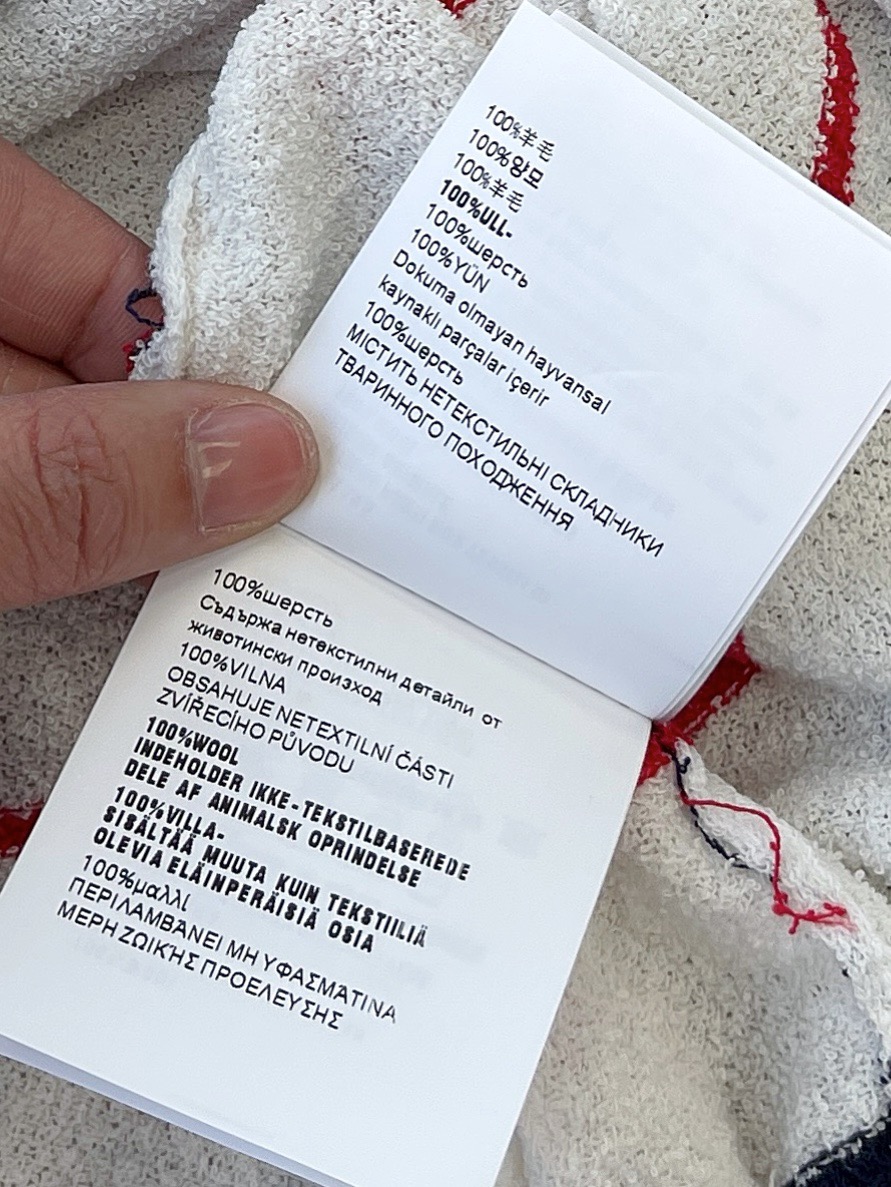 100%羊毛
100%양모
100%羊毛
100%ULL-
100%шерсть
100%YÜN
Dokuma olmayan hayvansal
kaynaklı parçalar içerir
100%шерсть
МІСТИТЬ НЕТЕКСТИЛЬНІ СКЛАДНИКИ
ТВАРИННОГО ПОХОДЖЕННЯ
100%шерсть
Съдържа нетекстилни детайли от
животински произход
100%VILNA
OBSAHUJE NETEXTILNÍ ČÁSTI
ZVÍŘECÍHO PŮVODU
100%WOOL
INDEHOLDER IKKE-TEKSTILBASEREDE
DELE AF ANIMALSK OPRINDELSE
100%VILLA-
SISÄLTÄÄ MUUTA KUIN TEKSTIILIÄ
OLEVIA ELÄINPERÄISIÄ OSIA
100%μαλλί
ΠΕΡΙΛΑΜΒΆΝΕΙ ΜΗ ΥΦΑΣΜΆΤΙΝΑ
ΜΕΡΗ ΖΩΙΚΉΣ ΠΡΟΕΛΕΥΣΗΣ